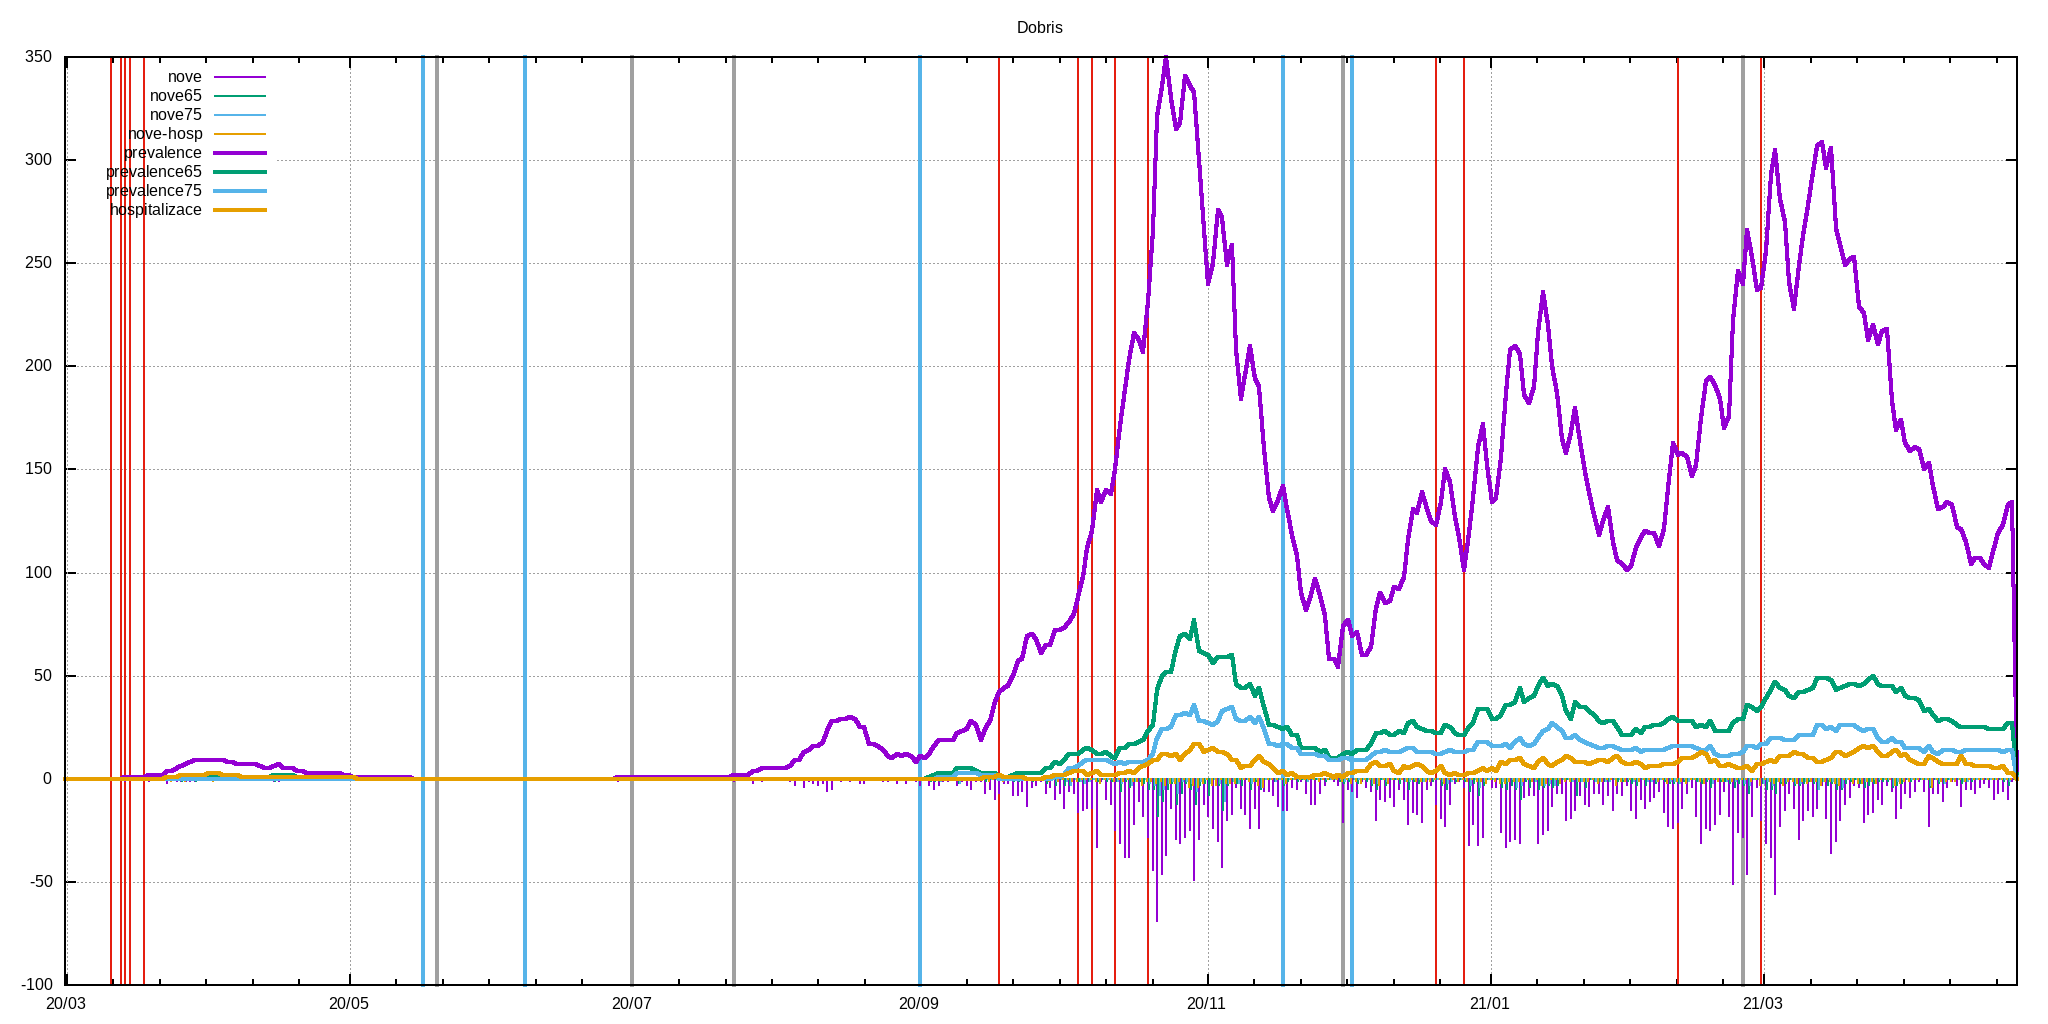 Dobris
350
300
250
200
150
100
50
0
-50
-100
nove
nove65
nove75
nove-hosp
prevalence
prevalence65
prevalence75
hospitalizace
20/03 20/05 20/07 20/09 20/11 21/01 21/03